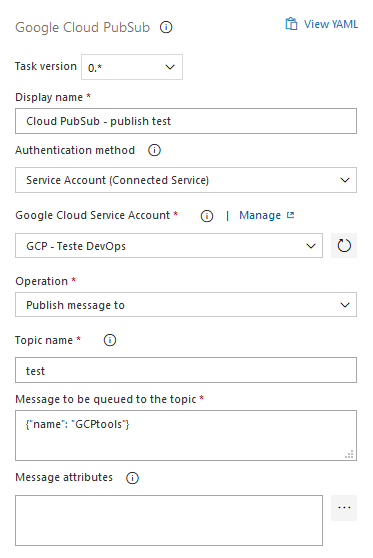 Google Cloud PubSub
View YAML
Task version 0.*
Display name *
Cloud PubSub - publish test
Authentication method
Service Account (Connected Service)
Google Cloud Service Account * | Manage
GCP - Teste DevOps
Operation *
Publish message to
Topic name *
test
Message to be queued to the topic *
{"name": "GCPtools"}
Message attributes
...